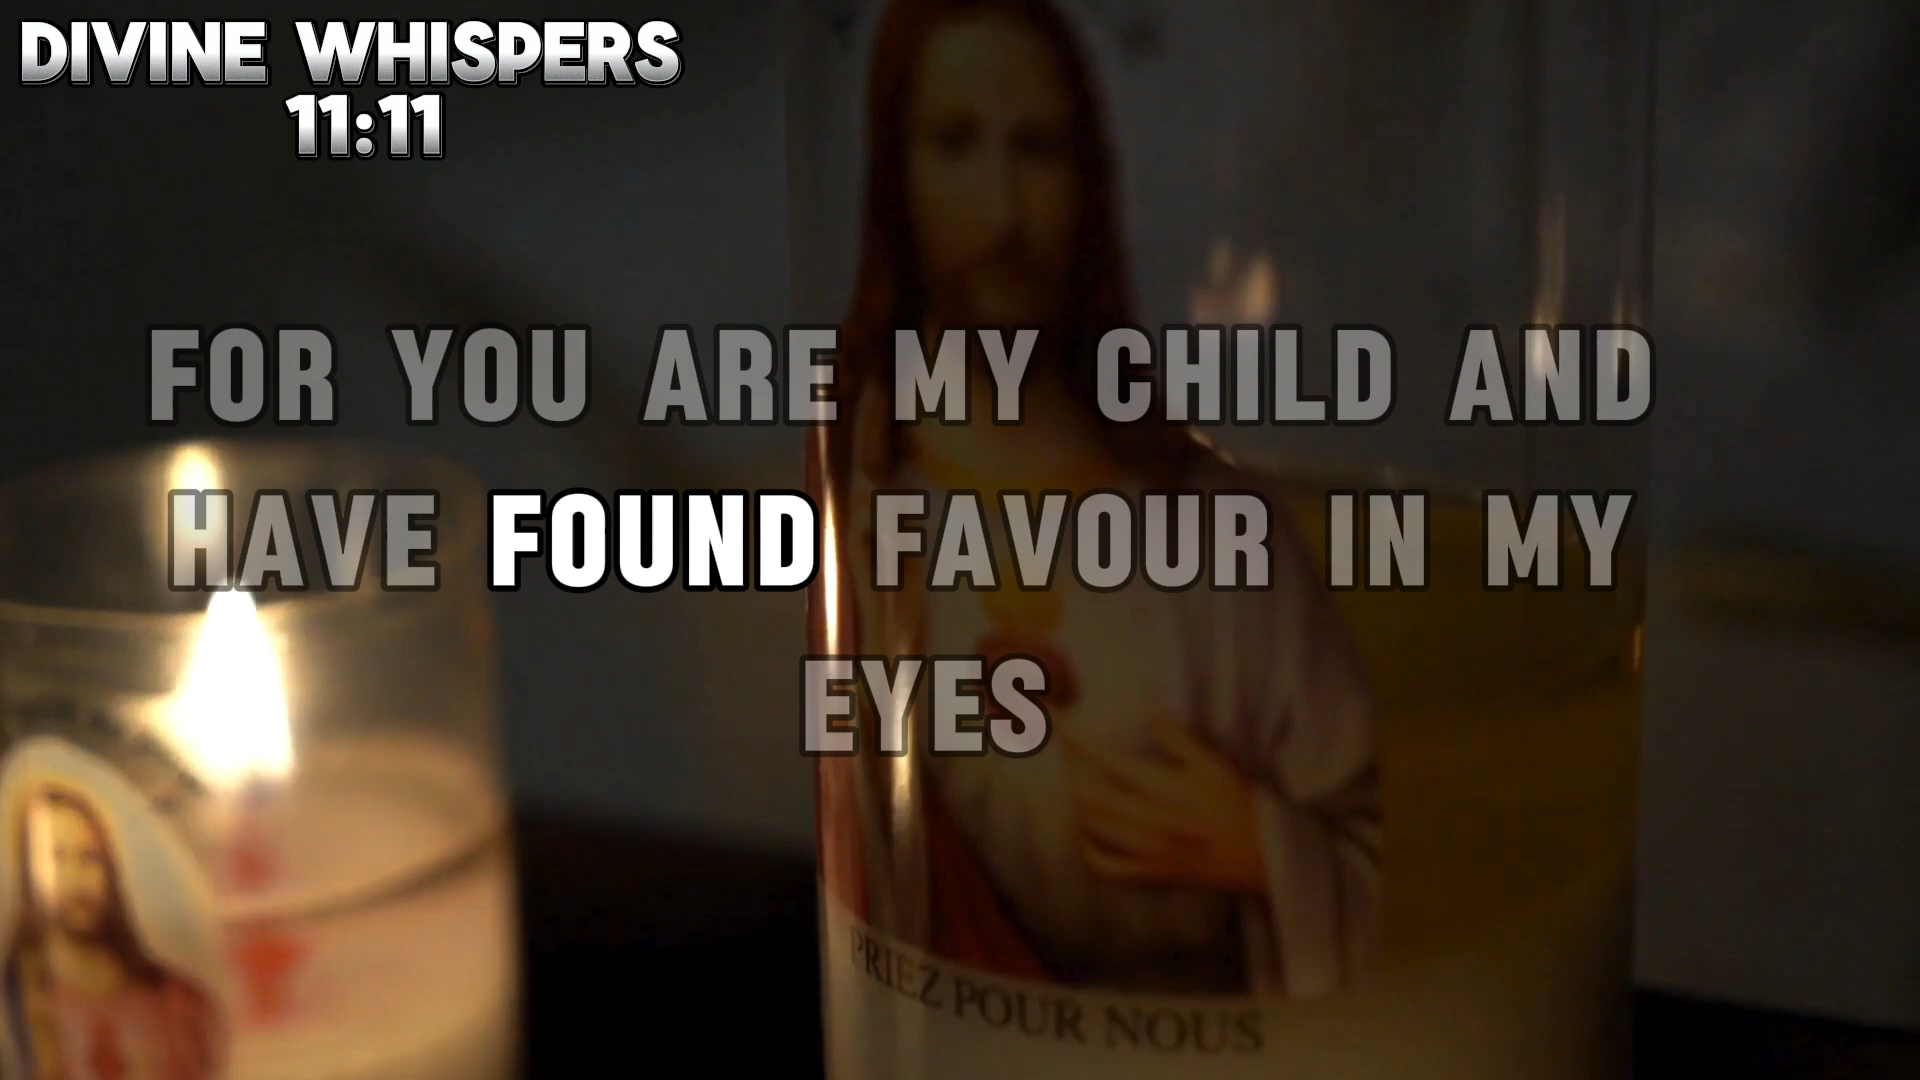 DIVINE WHISPERS
11:11
FOR YOU ARE MY CHILD AND
HAVE FOUND FAVOUR IN MY
EYES
PRIEZ POUR NOUS